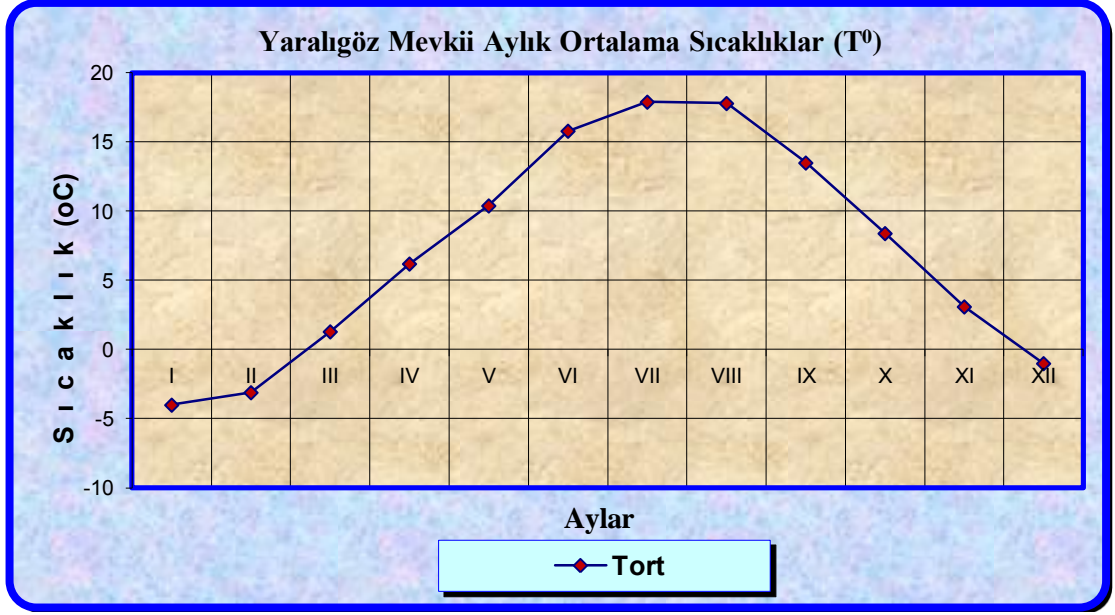 Yaralıgöz Mevkii Aylık Ortalama Sıcaklıklar (T⁰)
20
15
10
5
0
-5
-10
S ı c a k l ı k (oC)
I II III IV V VI VII VIII IX X XI XII
Aylar
Tort